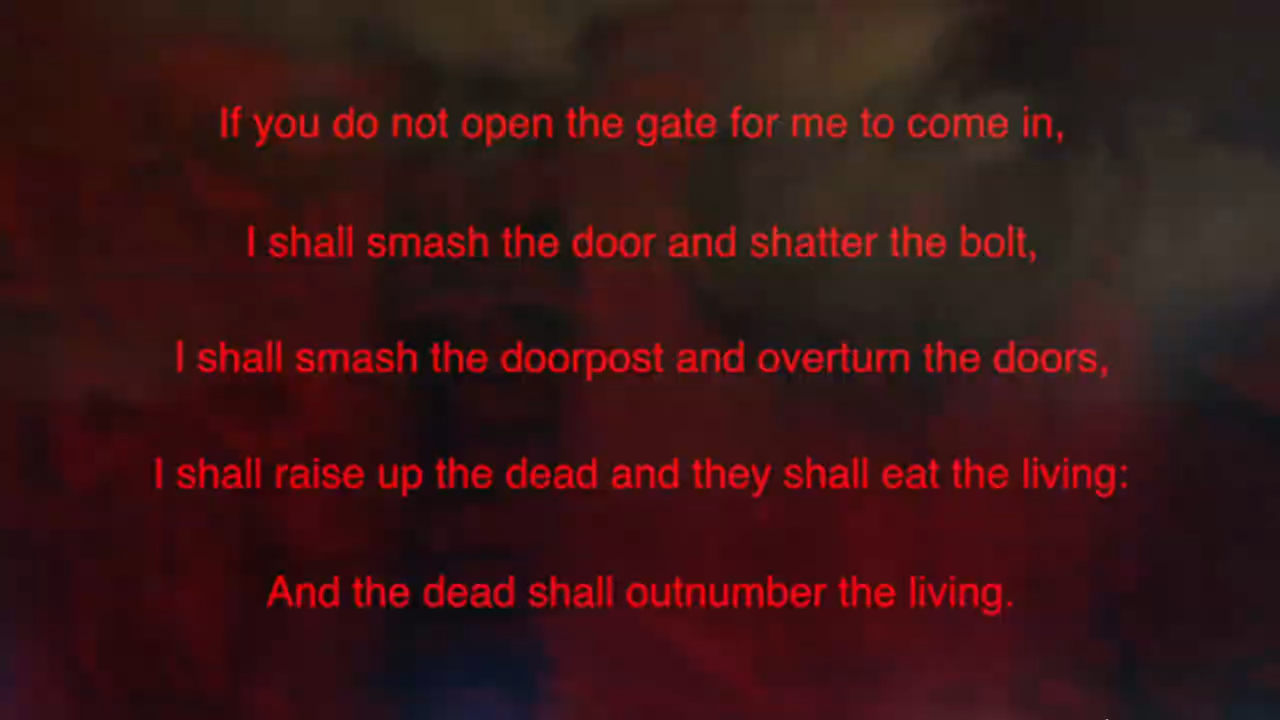 If you do not open the gate for me to come in,
I shall smash the door and shatter the bolt,
I shall smash the doorpost and overturn the doors,
I shall raise up the dead and they shall eat the living:
And the dead shall outnumber the living.